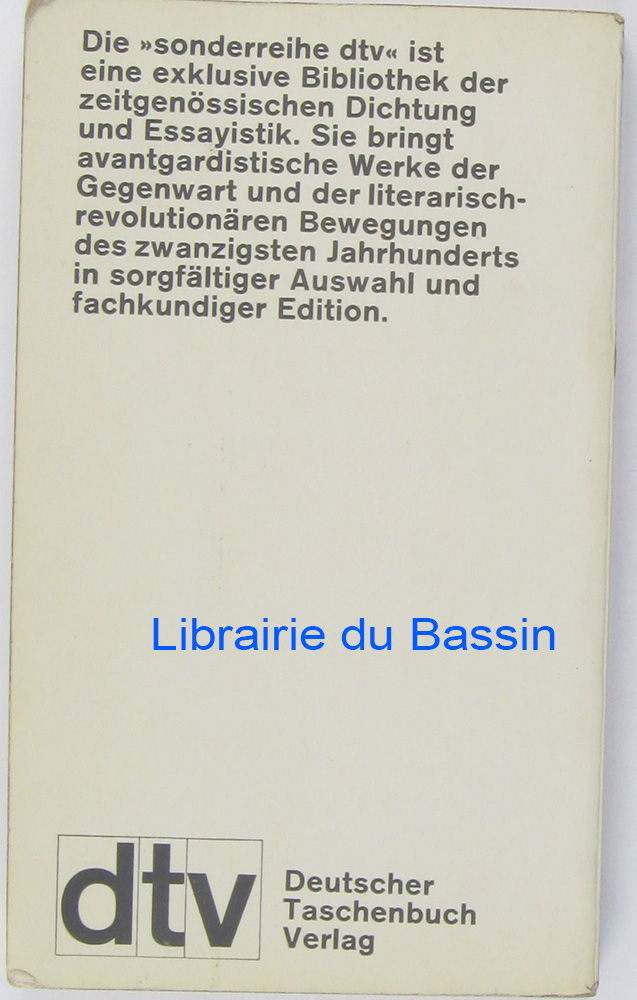 Die »sonderreihe dtv« ist
eine exklusive Bibliothek der
zeitgenössischen Dichtung
und Essayistik. Sie bringt
avantgardistische Werke der
Gegenwart und der literarisch-
revolutionären Bewegungen
des zwanzigsten Jahrhunderts
in sorgfältiger Auswahl und
fachkundiger Edition.
Librairie du Bassin
dtv
Deutscher
Taschenbuch
Verlag